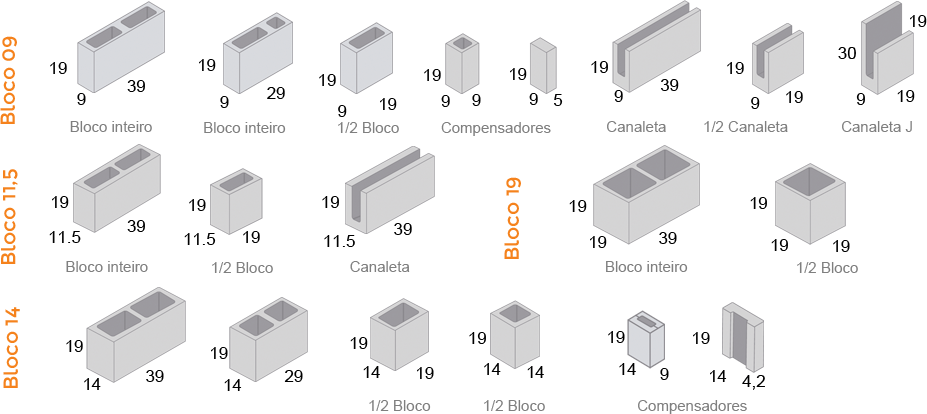 Bloco 09
19 9 39
19 9 29
19 9 19
19 9 9
19 9 5
19 9 39
19 9 19
30 19 9 19
Bloco inteiro
Bloco inteiro
1/2 Bloco
Compensadores
Canaleta
1/2 Canaleta
Canaleta J
Bloco 11,5
19 11.5 39
19 11.5 19
19 11.5 39
Bloco inteiro
1/2 Bloco
Canaleta
Bloco 19
19 19 39
19 19 19
Bloco inteiro
1/2 Bloco
Bloco 14
19 14 39
19 14 29
19 14 19
19 14 14
19 14 9
19 14 4,2
1/2 Bloco
1/2 Bloco
Compensadores